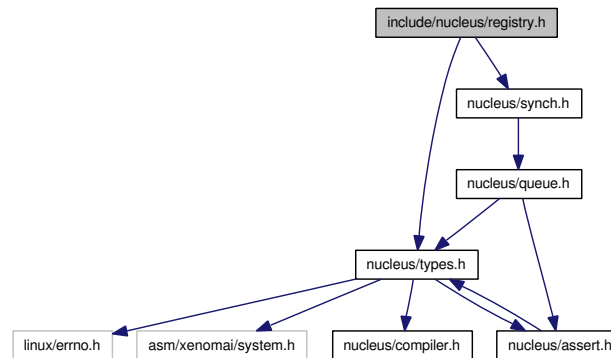 include/nucleus/registry.h
nucleus/synch.h
nucleus/queue.h
nucleus/types.h
linux/errno.h
asm/xenomai/system.h
nucleus/compiler.h
nucleus/assert.h